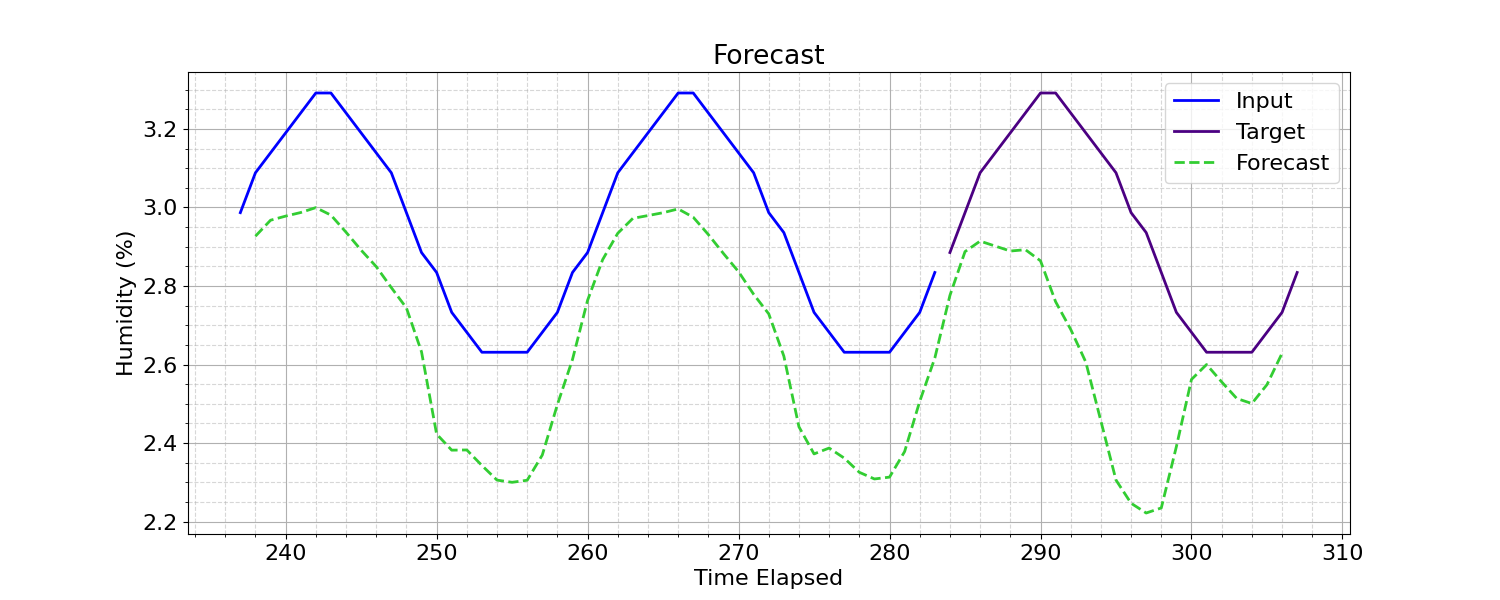 Forecast
Input
Target
Forecast
Humidity (%)
3.2
3.0
2.8
2.6
2.4
2.2
240 250 260 270 280 290 300 310
Time Elapsed